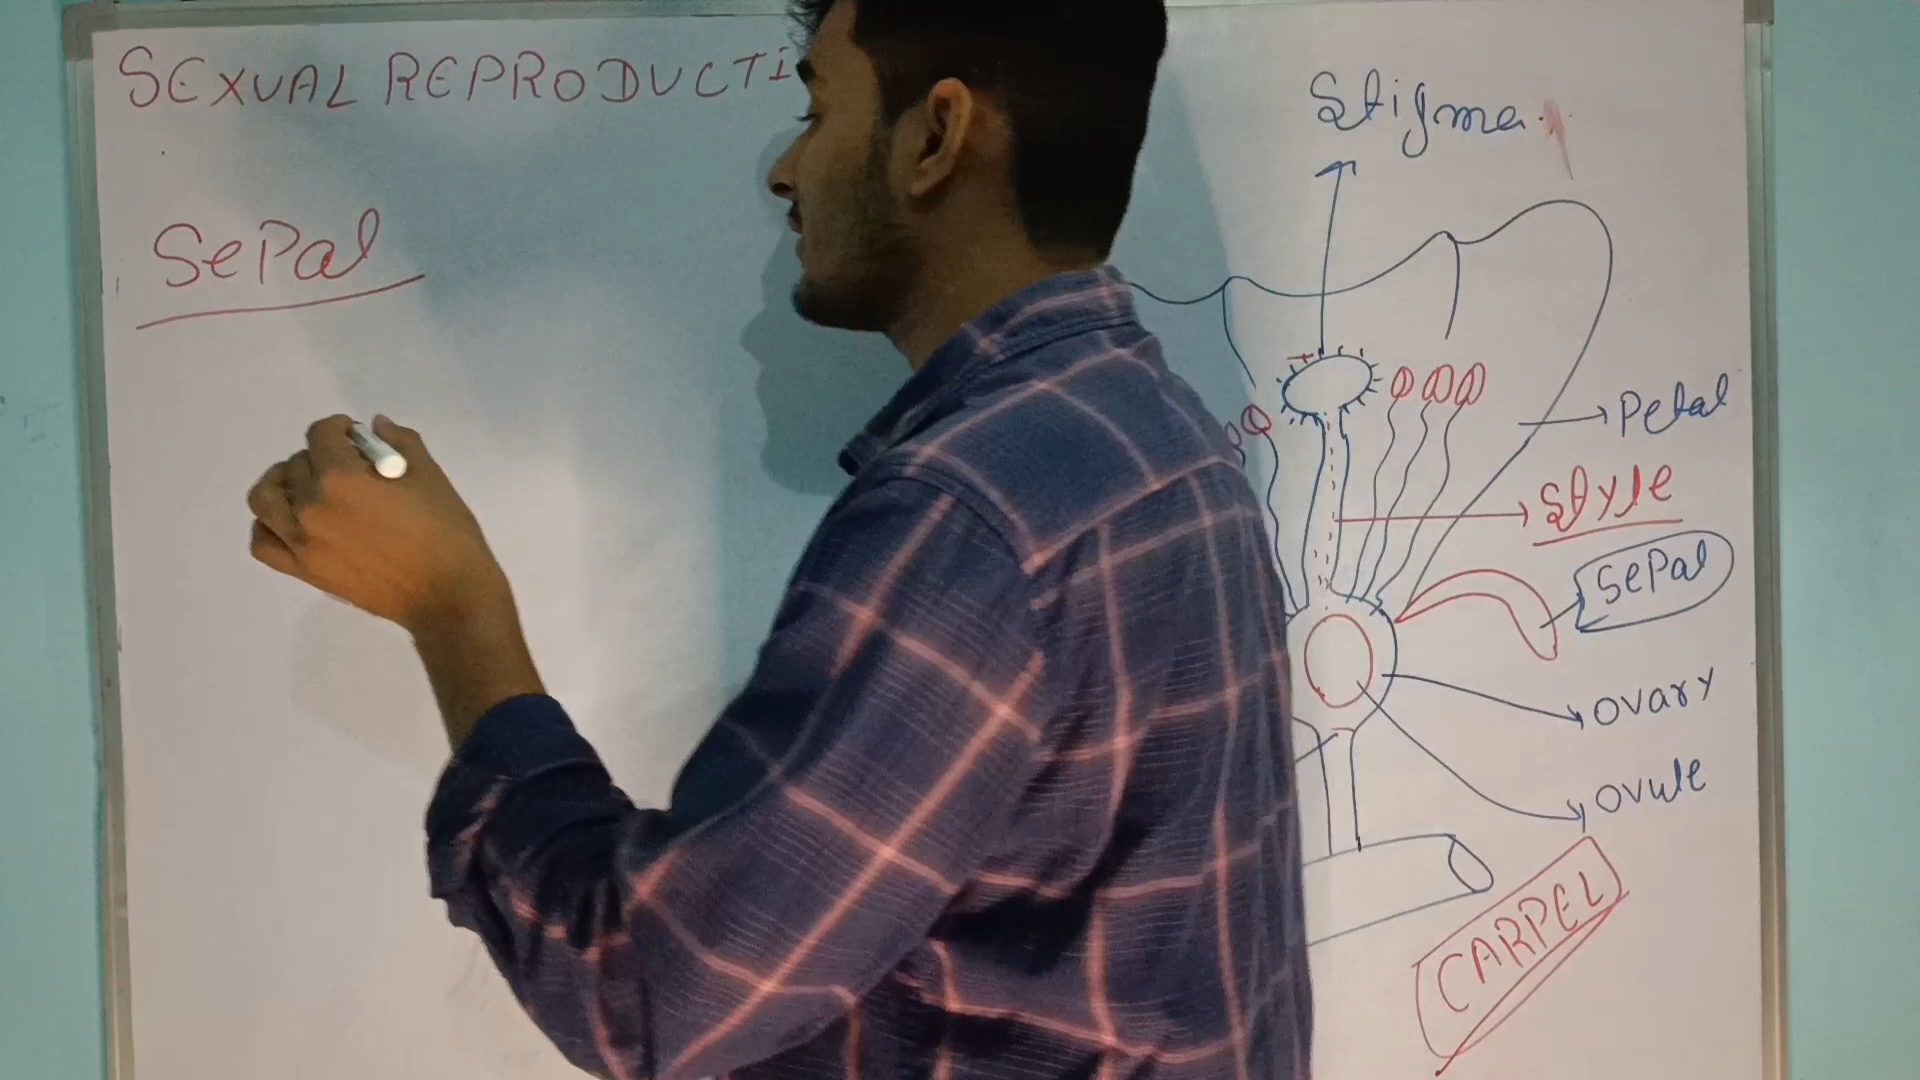 SEXUAL REPRODUCTI
SePal
Stigma
Petal
Style
SePal
ovary
ovule
CARPEL